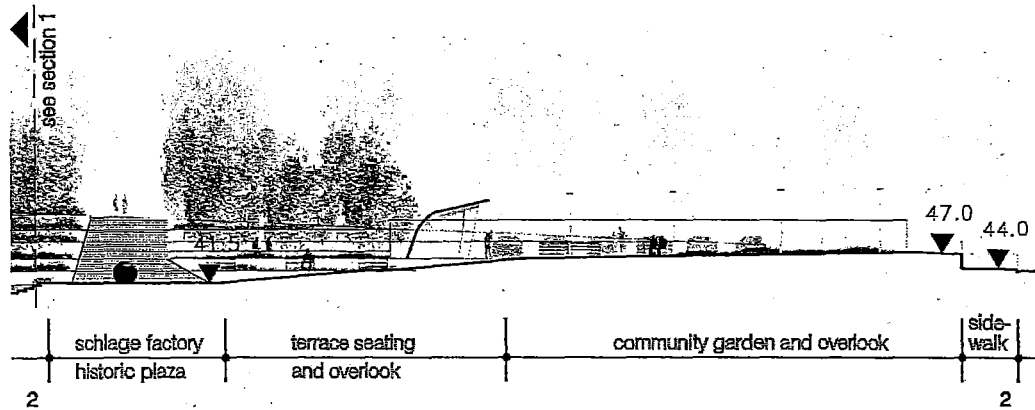 see section 1
47.0
41.5
44.0
schlage factory
historic plaza
terrace seating
and overlook
community garden and overlook
side-
walk
2
2